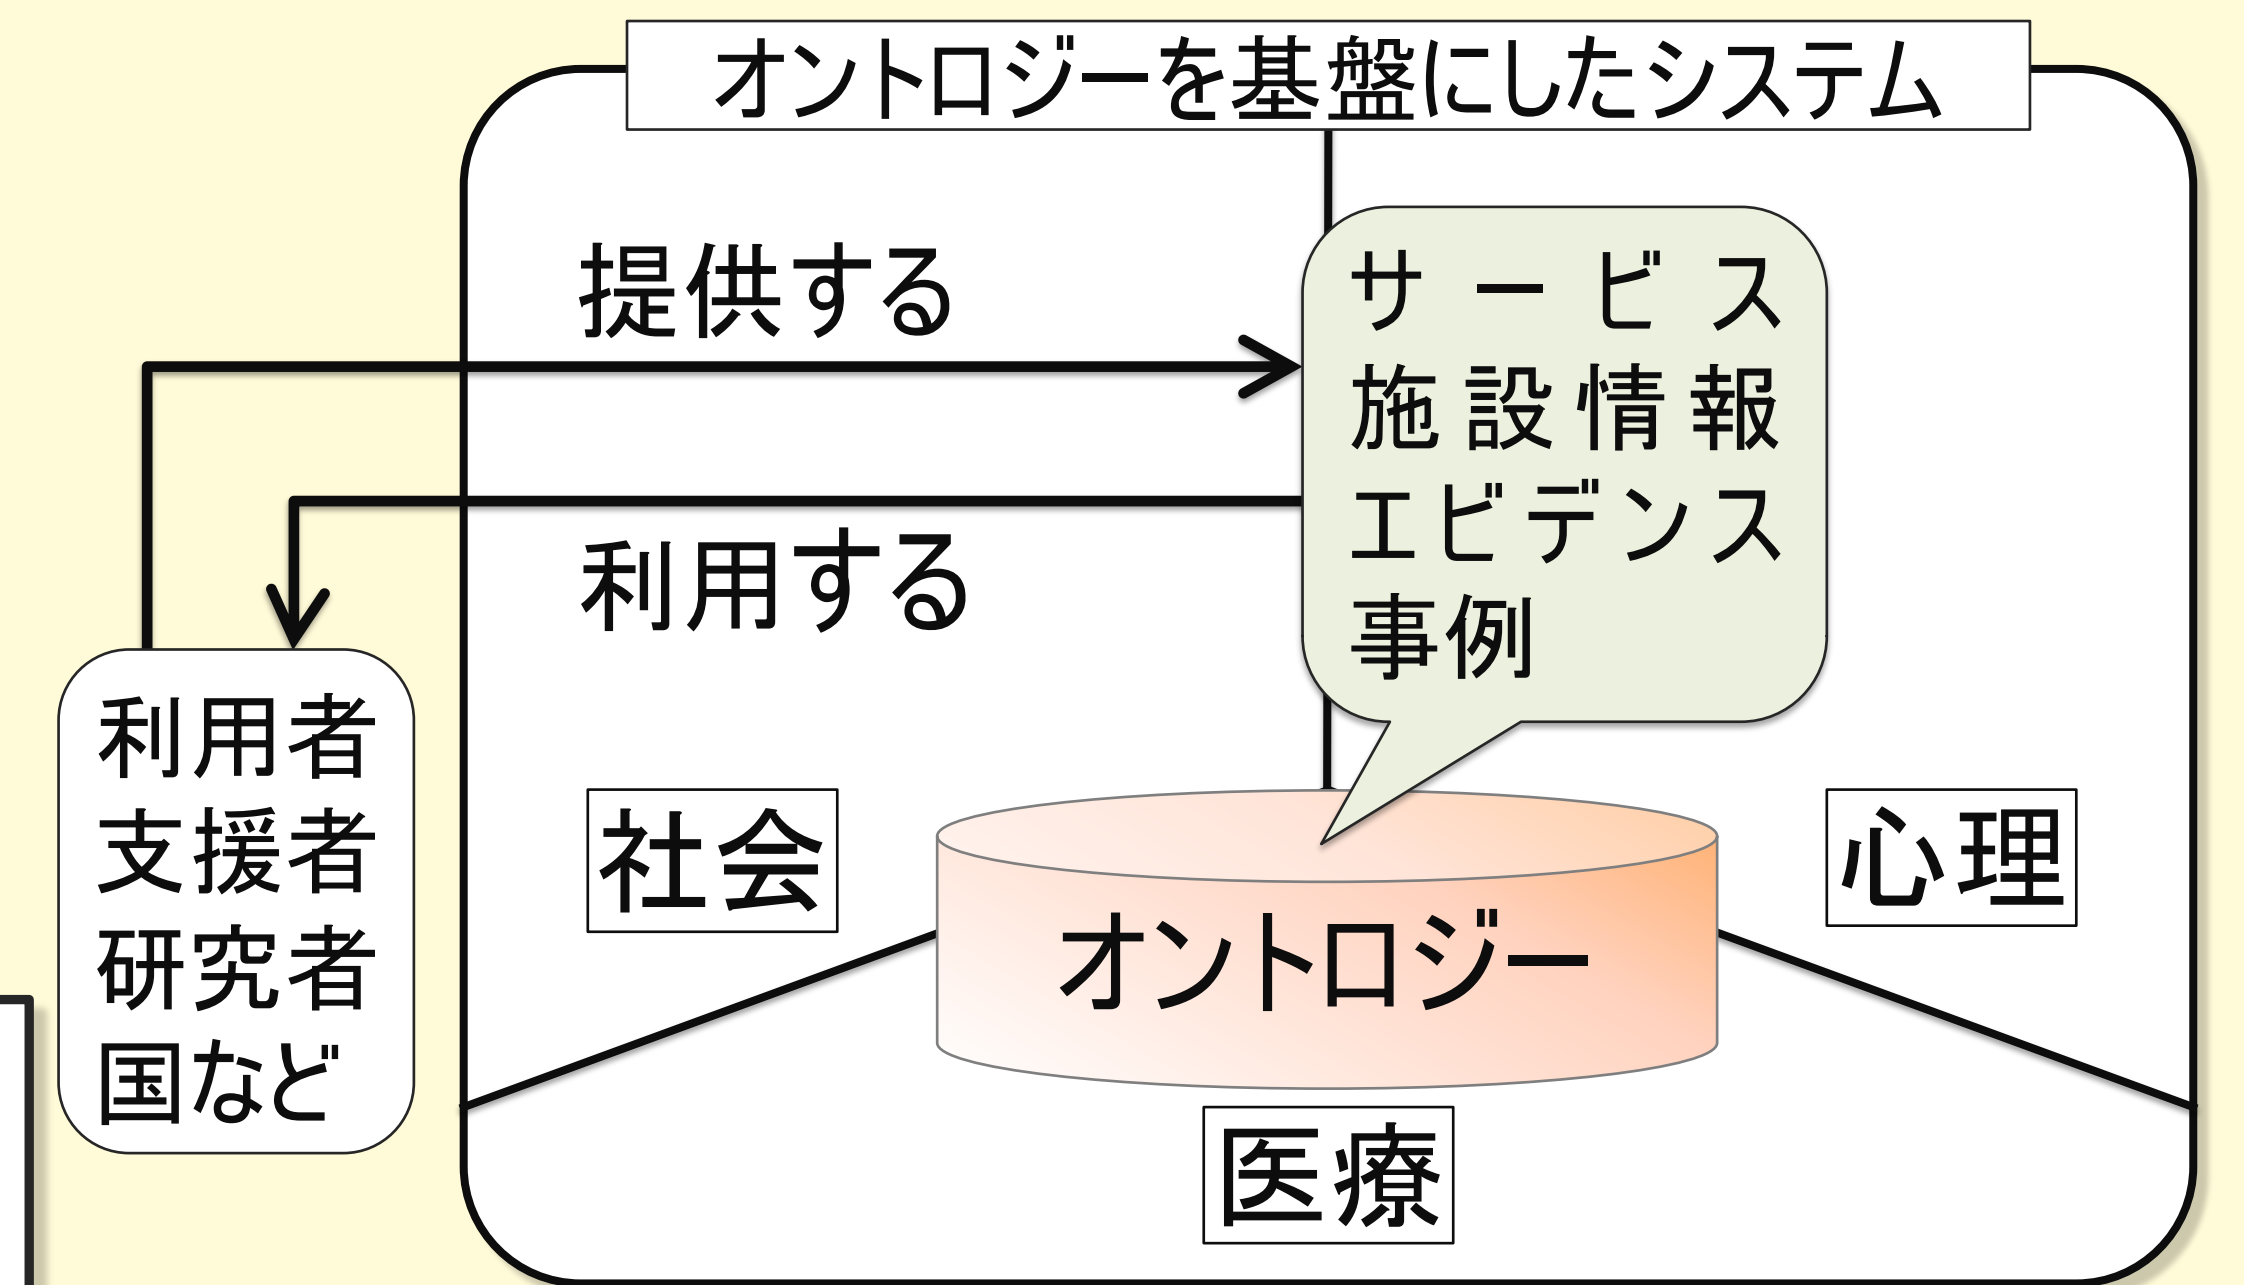 オントロジーを基盤にしたシステム
提供する
サービス
施設情報
エビデンス
事例
利用する
利用者
支援者
研究者
国など
社会
心理
オントロジー
医療